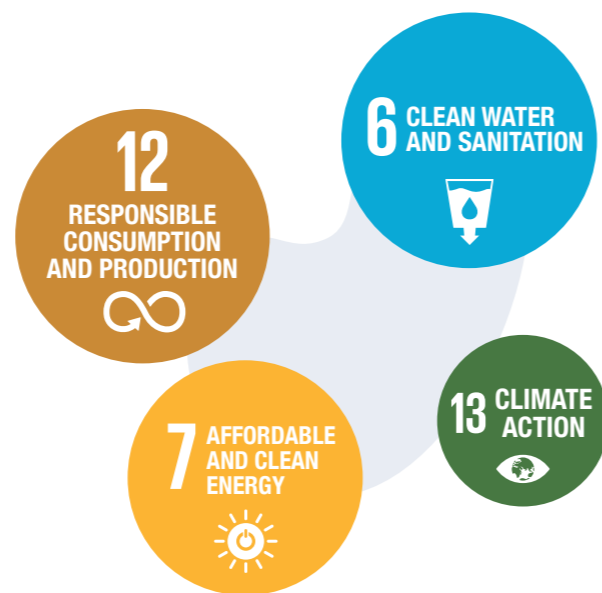 6 CLEAN WATER
AND SANITATION
12
RESPONSIBLE
CONSUMPTION
AND PRODUCTION
13 CLIMATE
ACTION
7 AFFORDABLE
AND CLEAN
ENERGY